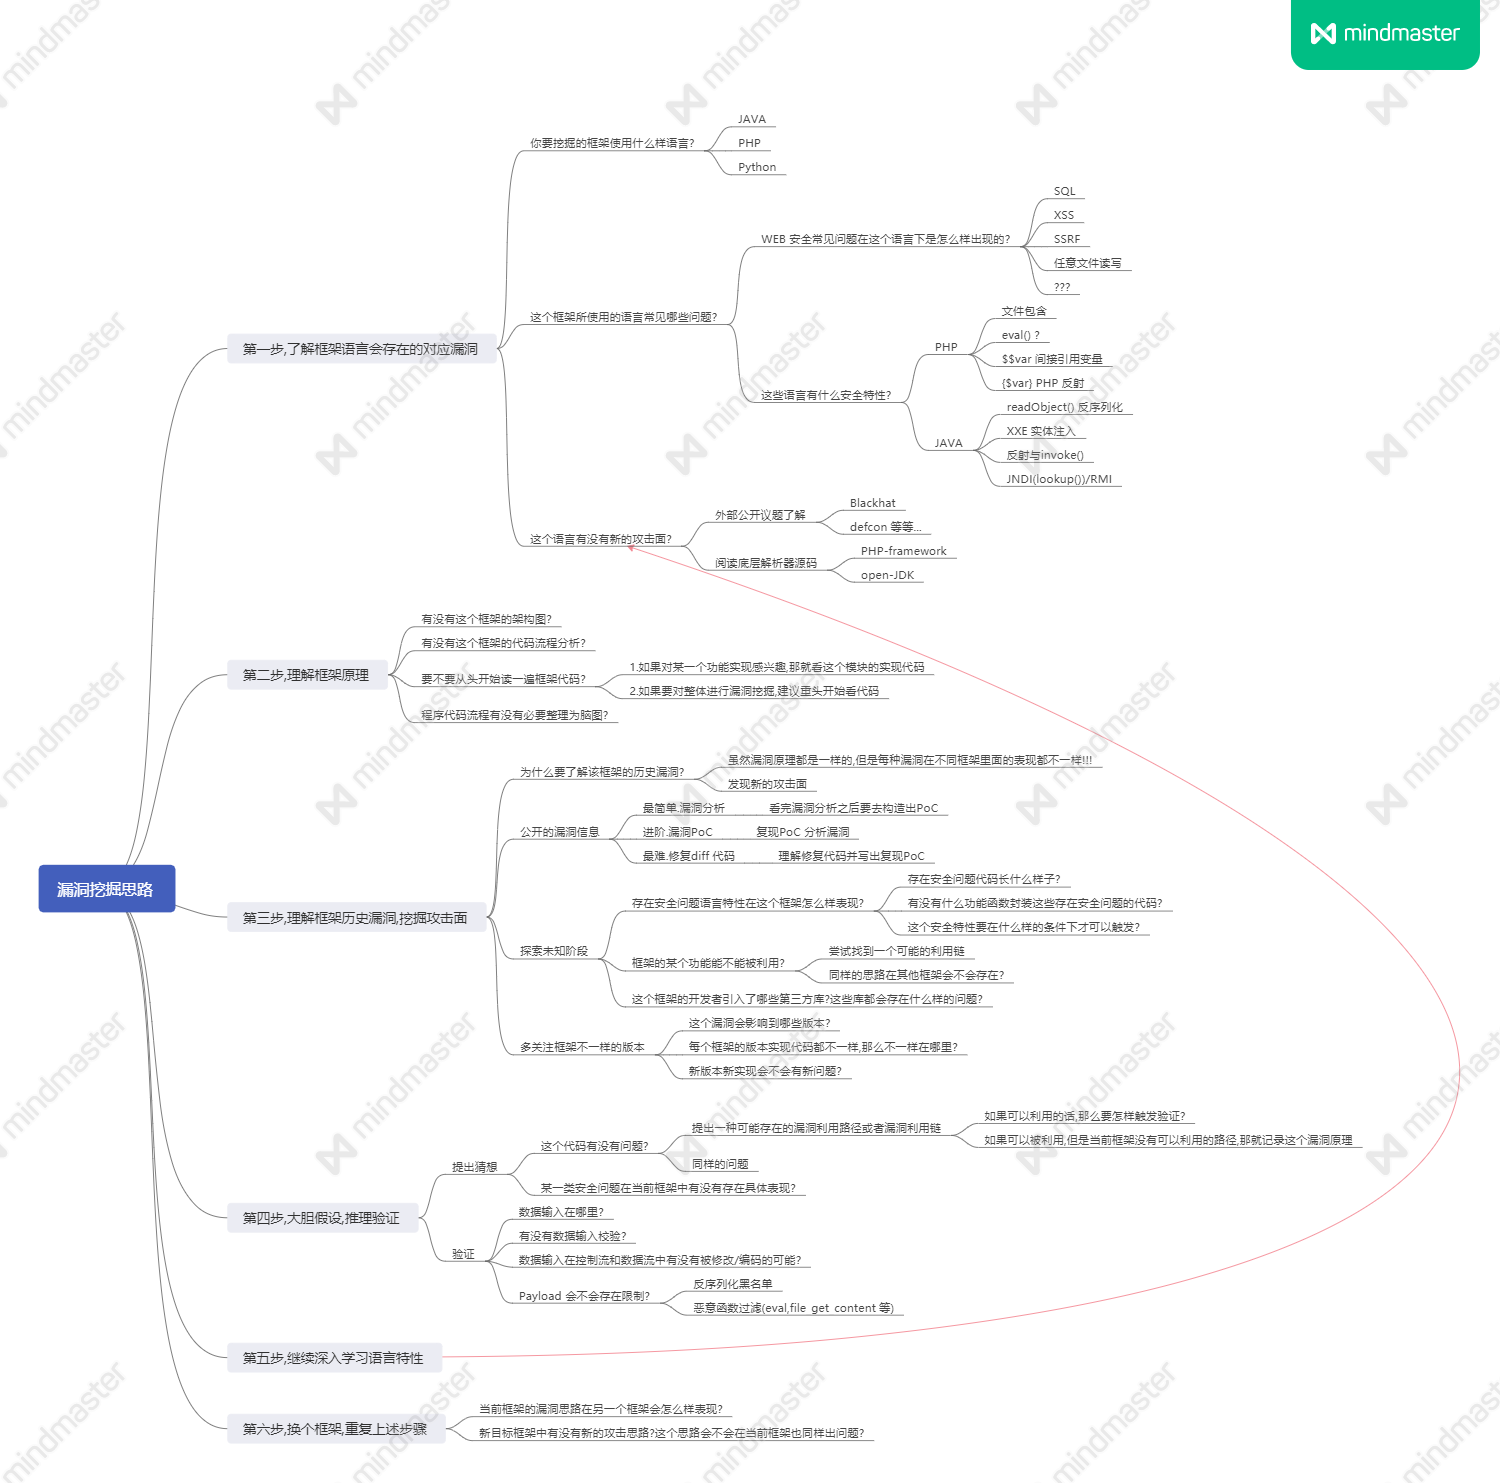 mindmaster
漏洞挖掘思路
第一步,了解框架语言会存在的对应漏洞
你要挖掘的框架使用什么样语言?
JAVA
PHP
Python
这个框架所使用的语言常见哪些问题?
WEB 安全常见问题在这个语言下是怎么样出现的?
SQL
XSS
SSRF
任意文件读写
???
这些语言有什么安全特性?
PHP
文件包含
eval() ?
$$var 间接引用变量
{$var} PHP 反射
JAVA
readObject() 反序列化
XXE 实体注入
反射与invoke()
JNDI(lookup())/RMI
这个语言有没有新的攻击面?
外部公开议题了解
Blackhat
defcon 等等...
阅读底层解析器源码
PHP-framework
open-JDK
第二步,理解框架原理
有没有这个框架的架构图?
有没有这个框架的代码流程分析?
要不要从头开始读一遍框架代码?
1.如果对某一个功能实现感兴趣,那就看这个模块的实现代码
2.如果要对整体进行漏洞挖掘,建议重头开始看代码
程序代码流程有没有必要整理为脑图?
第三步,理解框架历史漏洞,挖掘攻击面
为什么要了解该框架的历史漏洞?
虽然漏洞原理都是一样的,但是每种漏洞在不同框架里面的表现都不一样!!!
发现新的攻击面
公开的漏洞信息
最简单.漏洞分析
看完漏洞分析之后要去构造出PoC
进阶.漏洞PoC
复现PoC 分析漏洞
最难.修复diff 代码
理解修复代码并写出复现PoC
探索未知阶段
存在安全问题语言特性在这个框架怎么样表现?
存在安全问题代码长什么样子?
有没有什么功能函数封装这些存在安全问题的代码?
这个安全特性要在什么样的条件下才可以触发?
框架的某个功能能不能被利用?
尝试找到一个可能的利用链
同样的思路在其他框架会不会存在?
这个框架的开发者引入了哪些第三方库?这些库都会存在什么样的问题?
多关注框架不一样的版本
这个漏洞会影响到哪些版本?
每个框架的版本实现代码都不一样,那么不一样在哪里?
新版本新实现会不会有新问题?
第四步,大胆假设,推理验证
提出猜想
这个代码有没有问题?
提出一种可能存在的漏洞利用路径或者漏洞利用链
如果可以利用的话,那么要怎样触发验证?
如果可以被利用,但是当前框架没有可以利用的路径,那就记录这个漏洞原理
同样的问题
某一类安全问题在当前框架中有没有存在具体表现?
验证
数据输入在哪里?
有没有数据输入校验?
数据输入在控制流和数据流中有没有被修改/编码的可能?
Payload 会不会存在限制?
反序列化黑名单
恶意函数过滤(eval,file_get_content 等)
第五步,继续深入学习语言特性
第六步,换个框架,重复上述步骤
当前框架的漏洞思路在另一个框架会怎么样表现?
新目标框架中有没有新的攻击思路?这个思路会不会在当前框架也同样出问题?